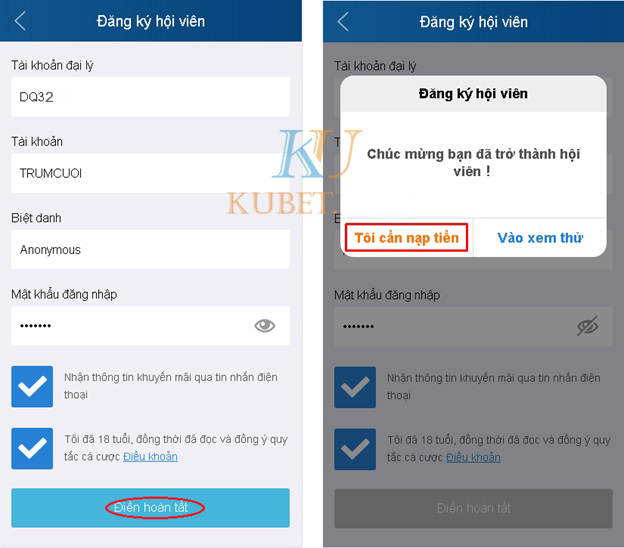 Đăng ký hội viên
Tài khoản đại lý
DQ32
Tài khoản
TRUMCUOI
Biệt danh
Anonymous
Mật khẩu đăng nhập
•••••••
Nhận thông tin khuyến mãi qua tin nhắn điện
thoại
Tôi đã 18 tuổi, đồng thời đã đọc và đồng ý quy
tắc cá cược Điều khoản
Điền hoàn tất
KU
KUBET.
Đăng ký hội viên
Tài khoản đại lý
Đăng ký hội viên
Chúc mừng bạn đã trở thành hội
viên !
Tôi cần nạp tiền
Vào xem thử
Mật khẩu đăng nhập
•••••••
Nhận thông tin khuyến mãi qua tin nhắn điện
thoại
Tôi đã 18 tuổi, đồng thời đã đọc và đồng ý quy
tắc cá cược Điều khoản
Điền hoàn tất